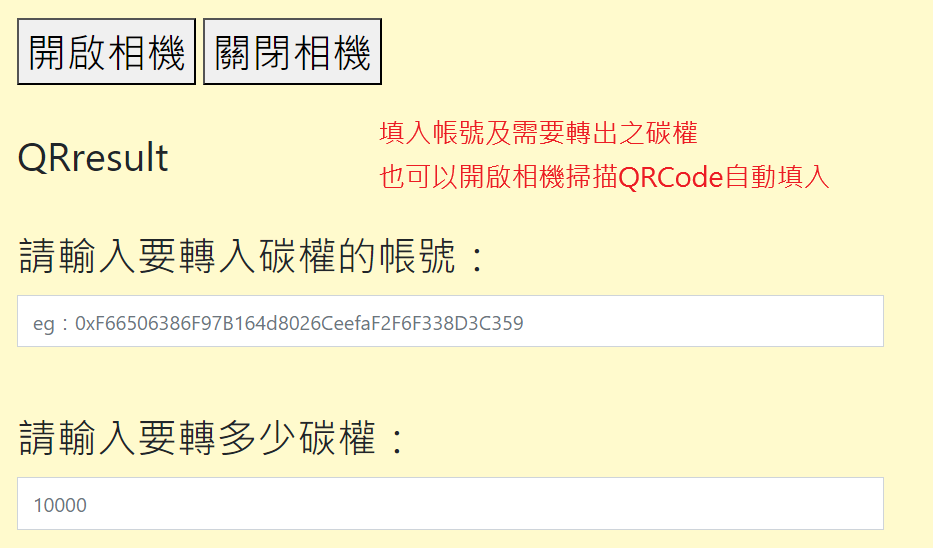 開啟相機 關閉相機
填入帳號及需要轉出之碳權
QRresult
也可以開啟相機掃描QRCode自動填入
請輸入要轉入碳權的帳號：
eg：0xF66506386F97B164d8026CeefaF2F6F338D3C359
請輸入要轉多少碳權：
10000